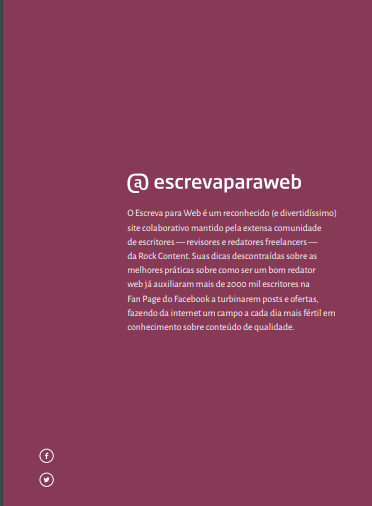 @ escrevaparaweb
O Escreva para Web é um reconhecido (e divertidíssimo)
site colaborativo mantido pela extensa comunidade
de escritores — revisores e redatores freelancers —
da Rock Content. Suas dicas descontraídas sobre as
melhores práticas sobre como ser um bom redator
web já auxiliaram mais de 2000 mil escritores na
Fan Page do Facebook a turbinarem posts e ofertas,
fazendo da internet um campo a cada dia mais fértil em
conhecimento sobre conteúdo de qualidade.